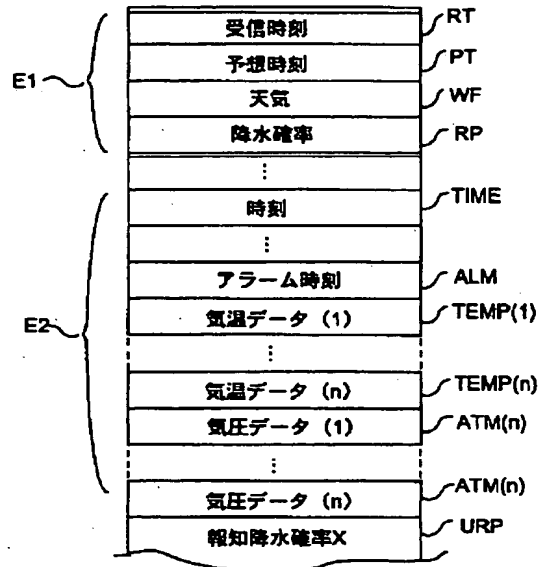 受信時刻 RT
予想時刻 PT
E1 天気 WF
降水確率 RP
⋮
時刻 TIME
⋮
アラーム時刻 ALM
E2 気温データ (1) TEMP(1)
⋮
気温データ (n) TEMP(n)
気圧データ (1) ATM(n)
⋮
気圧データ (n) ATM(n)
報知降水確率X URP